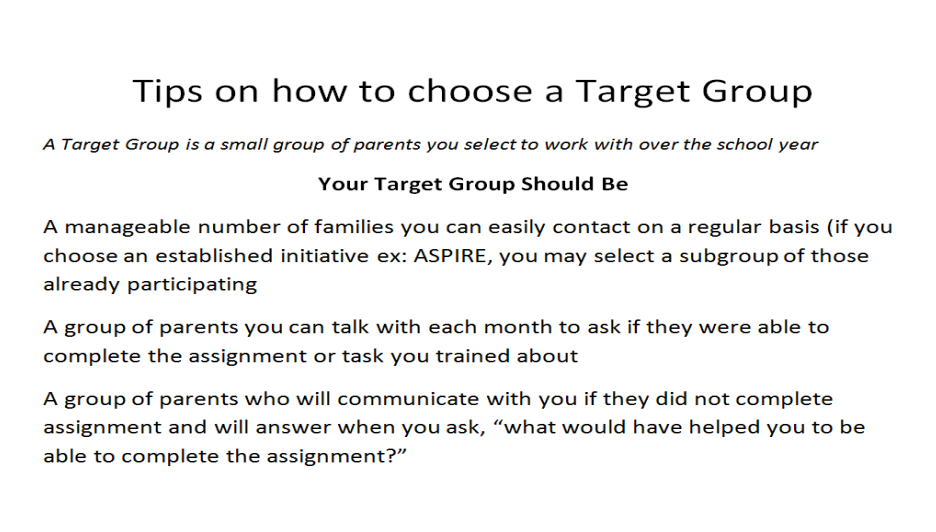 Tips on how to choose a Target Group
A Target Group is a small group of parents you select to work with over the school year
Your Target Group Should Be
A manageable number of families you can easily contact on a regular basis (if you
choose an established initiative ex: ASPIRE, you may select a subgroup of those
already participating
A group of parents you can talk with each month to ask if they were able to
complete the assignment or task you trained about
A group of parents who will communicate with you if they did not complete
assignment and will answer when you ask, “what would have helped you to be
able to complete the assignment?”